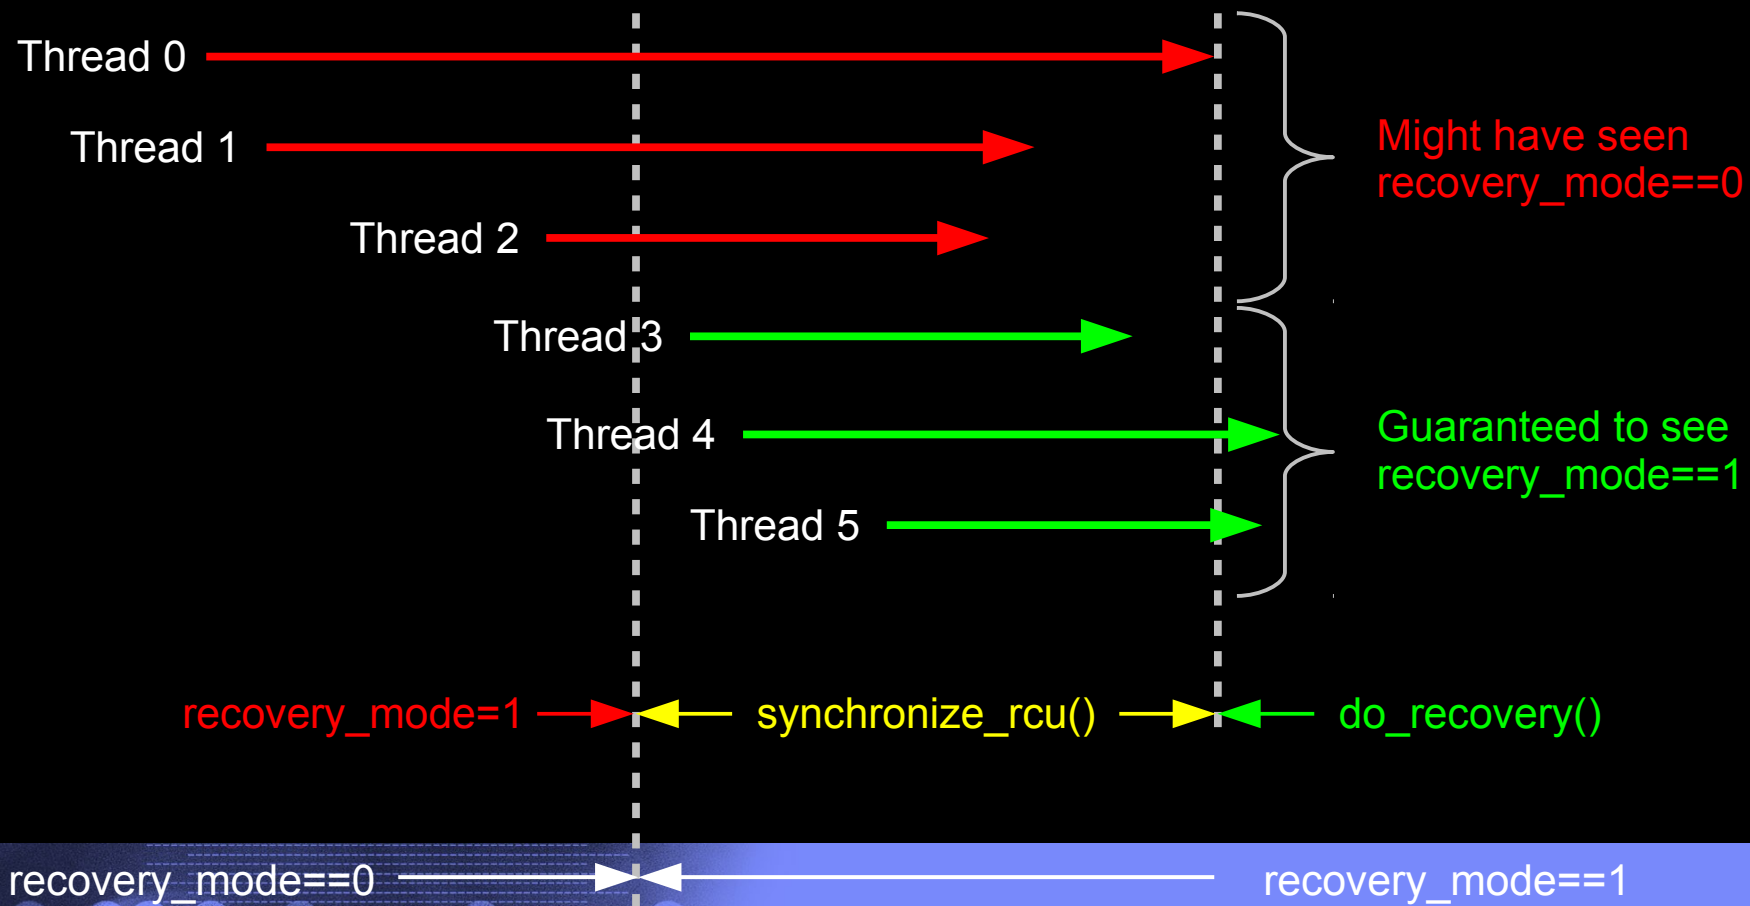 Thread 0
Thread 1
Might have seen
recovery_mode==0
Thread 2
Thread 3
Thread 4
Guaranteed to see
recovery_mode==1
Thread 5
recovery_mode=1
synchronize_rcu()
do_recovery()
recovery_mode==0
recovery_mode==1